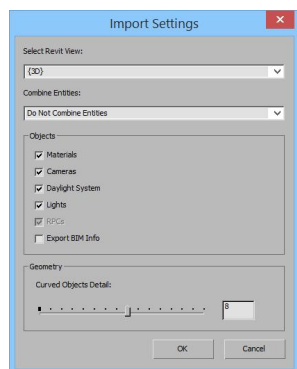 Import Settings
Select Revit View:
{3D}
Combine Entities:
Do Not Combine Entities
Objects
Materials
Cameras
Daylight System
Lights
RPCs
Export BIM Info
Geometry
Curved Objects Detail:
8
OK Cancel